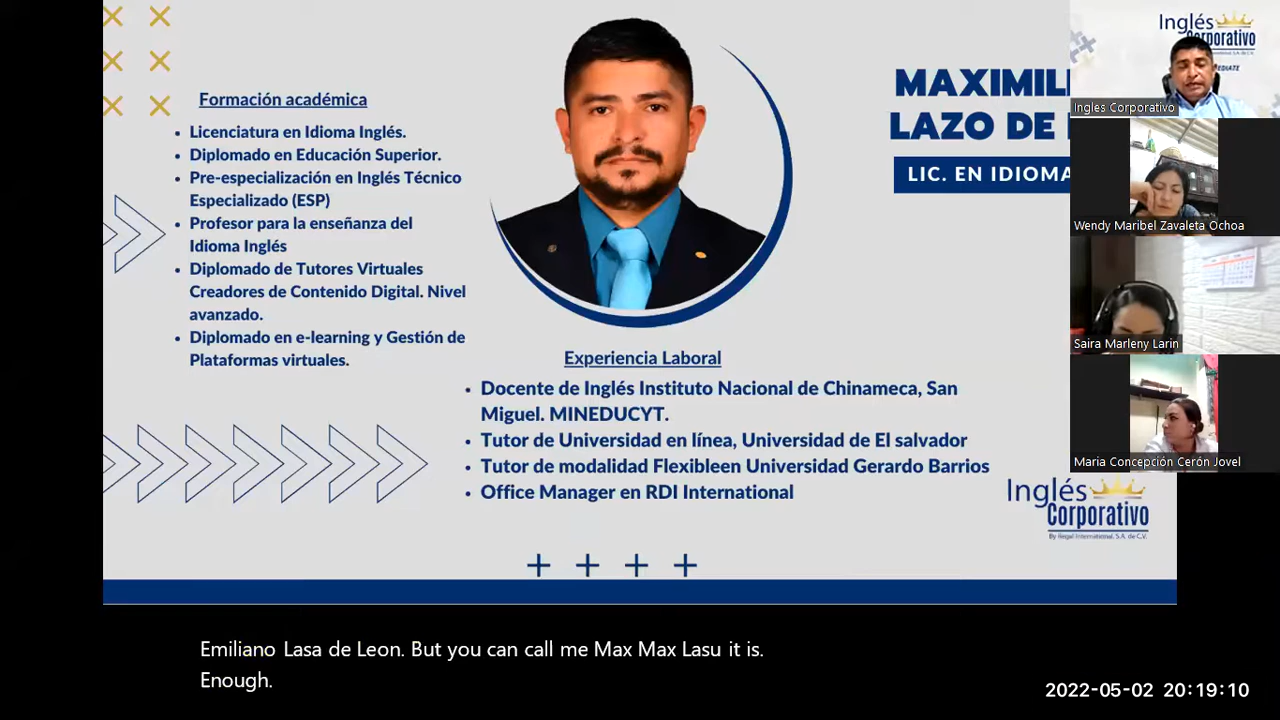 Formación académica
Licenciatura en Idioma Inglés.
Diplomado en Educación Superior.
Pre-especialización en Inglés Técnico
Especializado (ESP)
Profesor para la enseñanza del
Idioma Inglés
Diplomado de Tutores Virtuales
Creadores de Contenido Digital. Nivel
avanzado.
Diplomado en e-learning y Gestión de
Plataformas virtuales.
MAXIMIL
LAZO DE
LIC. EN IDIOMA
Experiencia Laboral
Docente de Inglés Instituto Nacional de Chinameca, San
Miguel. MINEDUCYT.
Tutor de Universidad en línea, Universidad de El salvador
Tutor de modalidad Flexibleen Universidad Gerardo Barrios
Office Manager en RDI International
Inglés
Corporativo
By Regal International, S.A. de C.V.
Inglés
Corporativo
Ingles Corporativo
Wendy Maribel Zavaleta Ochoa
Saira Marleny Larin
Maria Concepción Cerón Jovel
Emiliano Lasa de Leon. But you can call me Max Max Lasu it is.
Enough.
2022-05-02 20:19:10